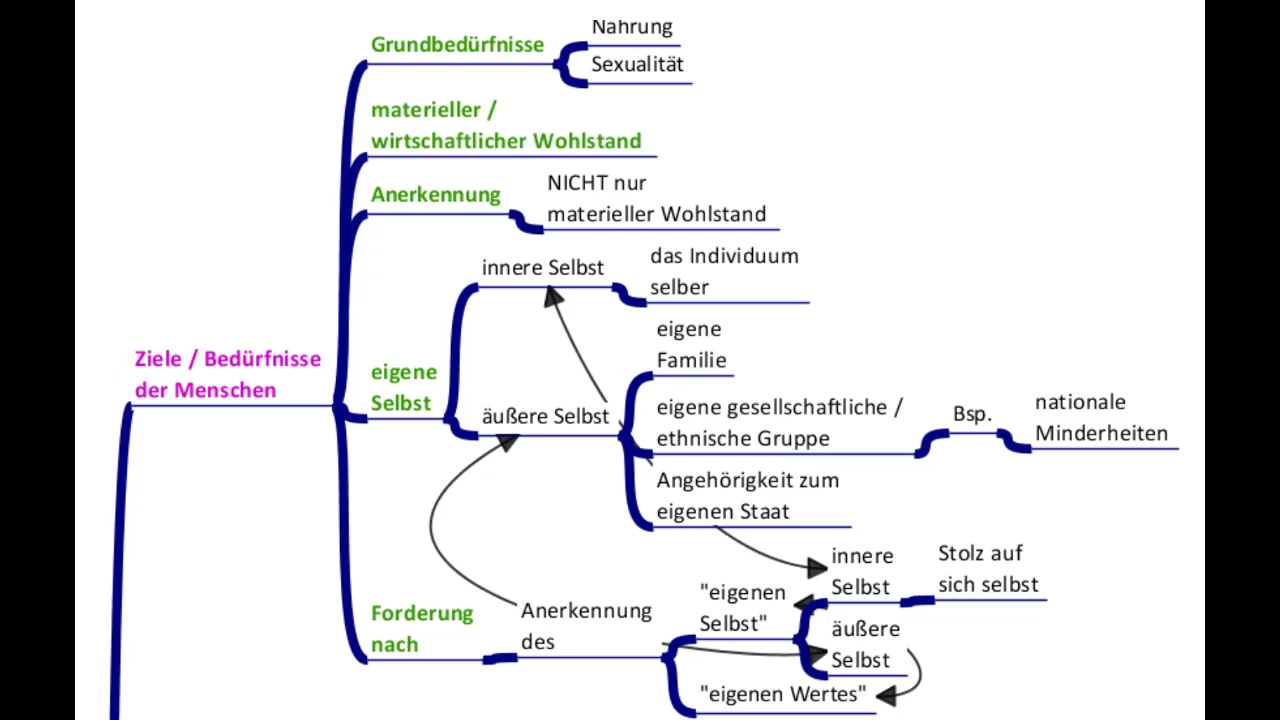 Nahrung
Grundbedürfnisse
Sexualität
materieller /
wirtschaftlicher Wohlstand
Anerkennung
NICHT nur
materieller Wohlstand
innere Selbst
das Individuum
selber
Ziele / Bedürfnisse
der Menschen
eigene
Selbst
äußere Selbst
eigene
Familie
eigene gesellschaftliche /
ethnische Gruppe
Bsp.
nationale
Minderheiten
Angehörigkeit zum
eigenen Staat
Forderung
nach
Anerkennung
des
"eigenen
Selbst"
innere
Selbst
Stolz auf
sich selbst
äußere
Selbst
"eigenen Wertes"